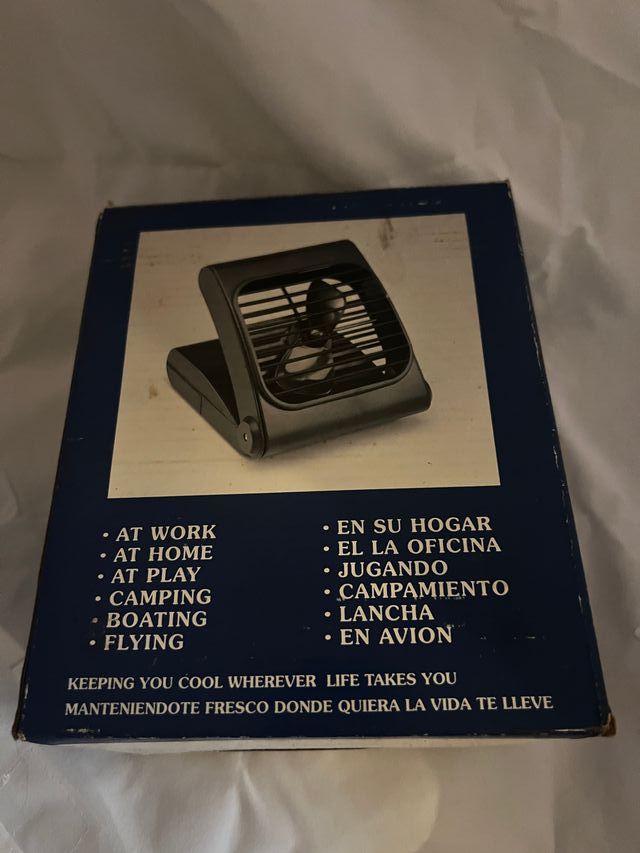 • AT WORK
• AT HOME
• AT PLAY
• CAMPING
• BOATING
• FLYING
• EN SU HOGAR
• EL LA OFICINA
• JUGANDO
• CAMPAMIENTO
• LANCHA
• EN AVION
KEEPING YOU COOL WHEREVER LIFE TAKES YOU
MANTENIENDOTE FRESCO DONDE QUIERA LA VIDA TE LLEVE